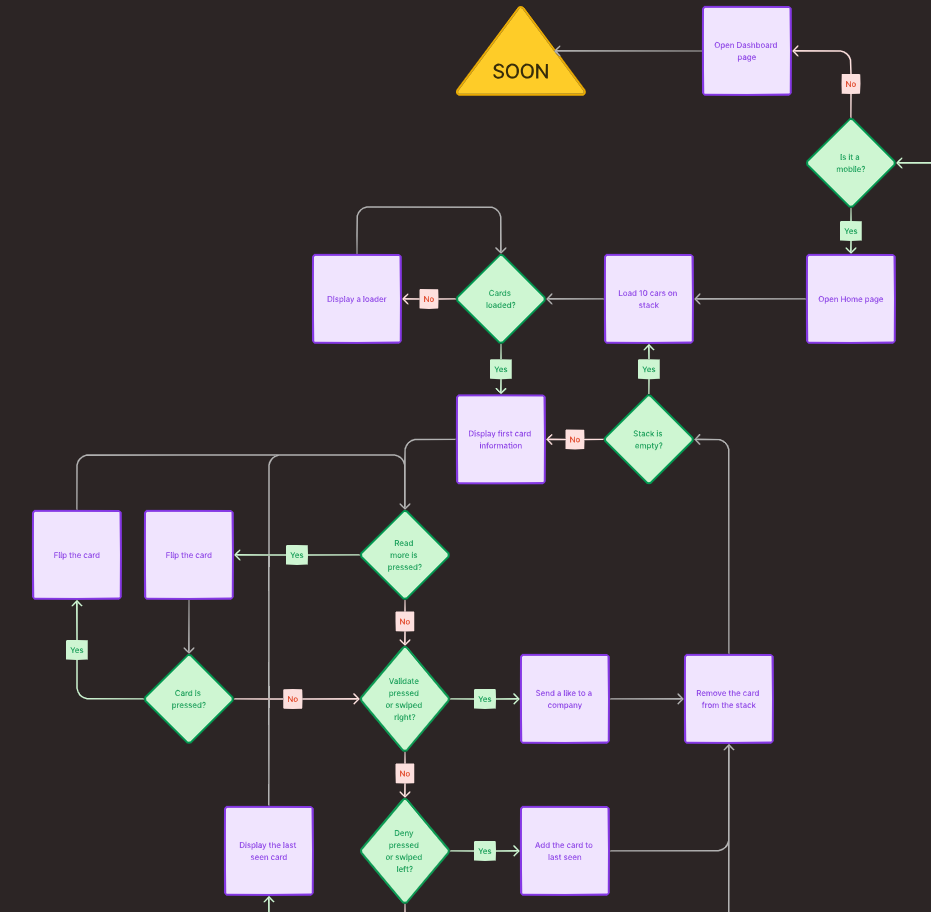 Open Dashboard
page
SOON
No
Is it a
mobile?
Yes
Display a loader
No
Cards
loaded?
Load 10 cars on
stack
Open Home page
Yes
Yes
Display first card
information
No
Stack is
empty?
Flip the card
Flip the card
Yes
Read
more is
pressed?
No
Yes
Card is
pressed?
No
Validate
pressed
or swiped
right?
Yes
Send a like to a
company
Remove the card
from the stack
No
Display the last
seen card
Deny
pressed
or swiped
left?
Yes
Add the card to
last seen